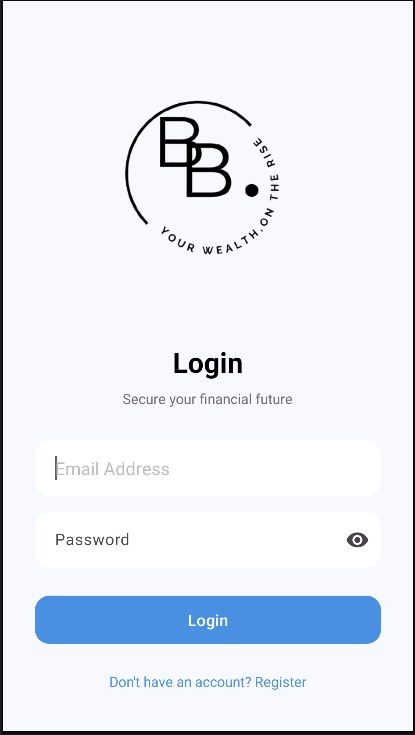 BB.
YOUR WEALTH, ON THE RISE
Login
Secure your financial future
Email Address
Password
Login
Don't have an account? Register